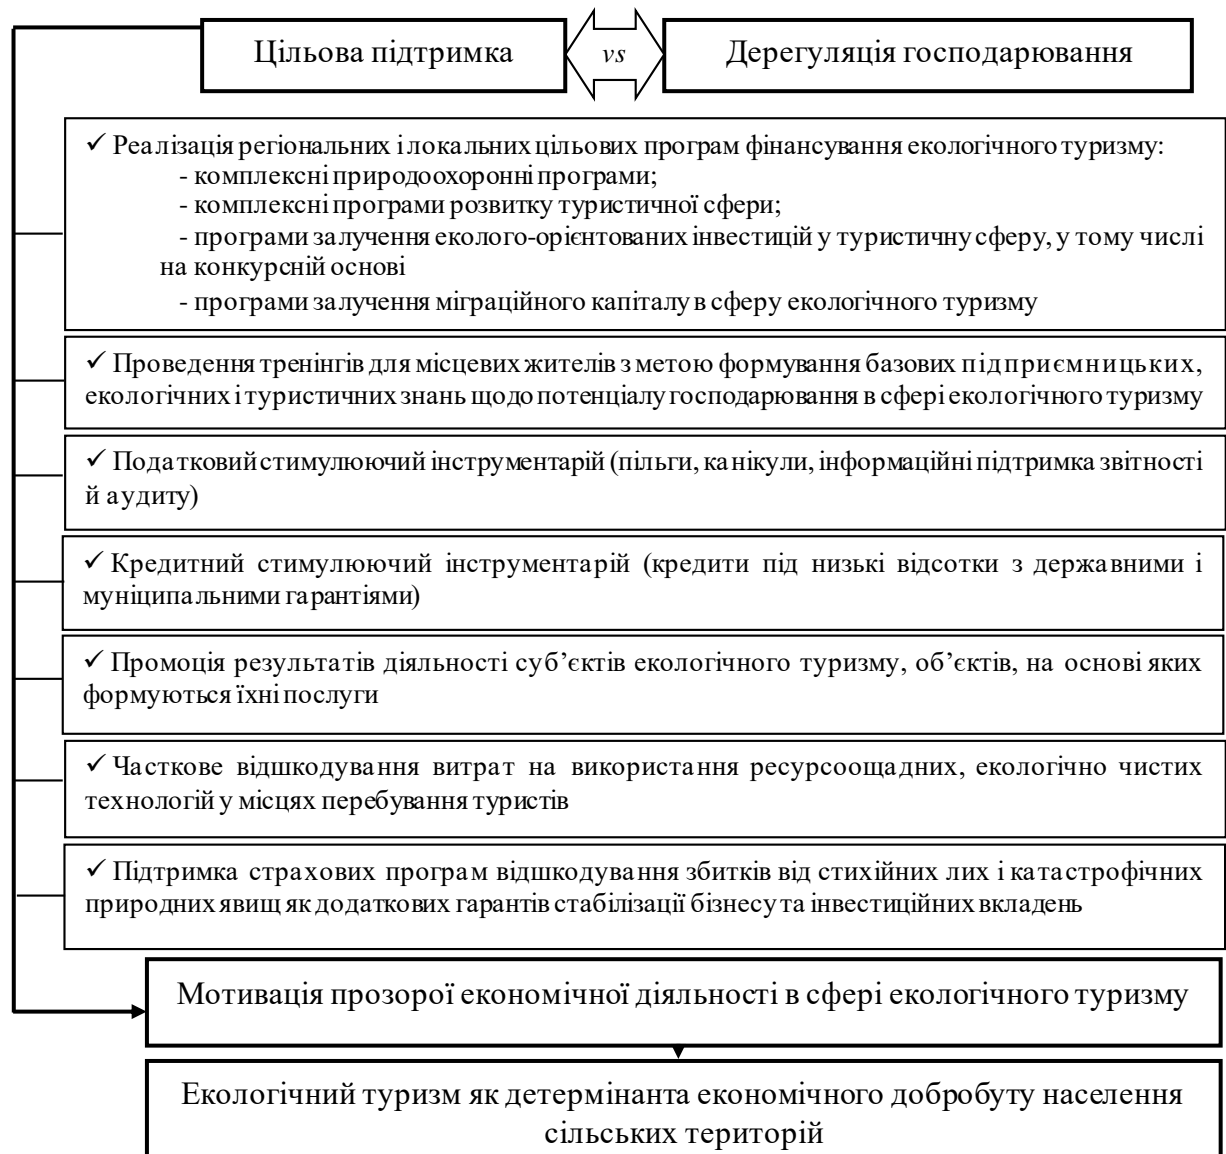 Цільова підтримка vs Дерегуляція господарювання
✓ Реалізація регіональних і локальних цільових програм фінансування екологічного туризму:
- комплексні природоохоронні програми;
- комплексні програми розвитку туристичної сфери;
- програми залучення еколого-орієнтованих інвестицій у туристичну сферу, у тому числі
на конкурсній основі
- програми залучення міграційного капіталу в сферу екологічного туризму
✓ Проведення тренінгів для місцевих жителів з метою формування базових підприємницьких,
екологічних і туристичних знань щодо потенціалу господарювання в сфері екологічного туризму
✓ Податковий стимулюючий інструментарій (пільги, канікули, інформаційні підтримка звітності
й аудиту)
✓ Кредитний стимулюючий інструментарій (кредити під низькі відсотки з державними і
муніципальними гарантіями)
✓ Промоція результатів діяльності суб’єктів екологічного туризму, об’єктів, на основі яких
формуються їхні послуги
✓ Часткове відшкодування витрат на використання ресурсоощадних, екологічно чистих
технологій у місцях перебування туристів
✓ Підтримка страхових програм відшкодування збитків від стихійних лих і катастрофічних
природних явищ як додаткових гарантів стабілізації бізнесу та інвестиційних вкладень
Мотивація прозорої економічної діяльності в сфері екологічного туризму
Екологічний туризм як детермінанта економічного добробуту населення
сільських територій